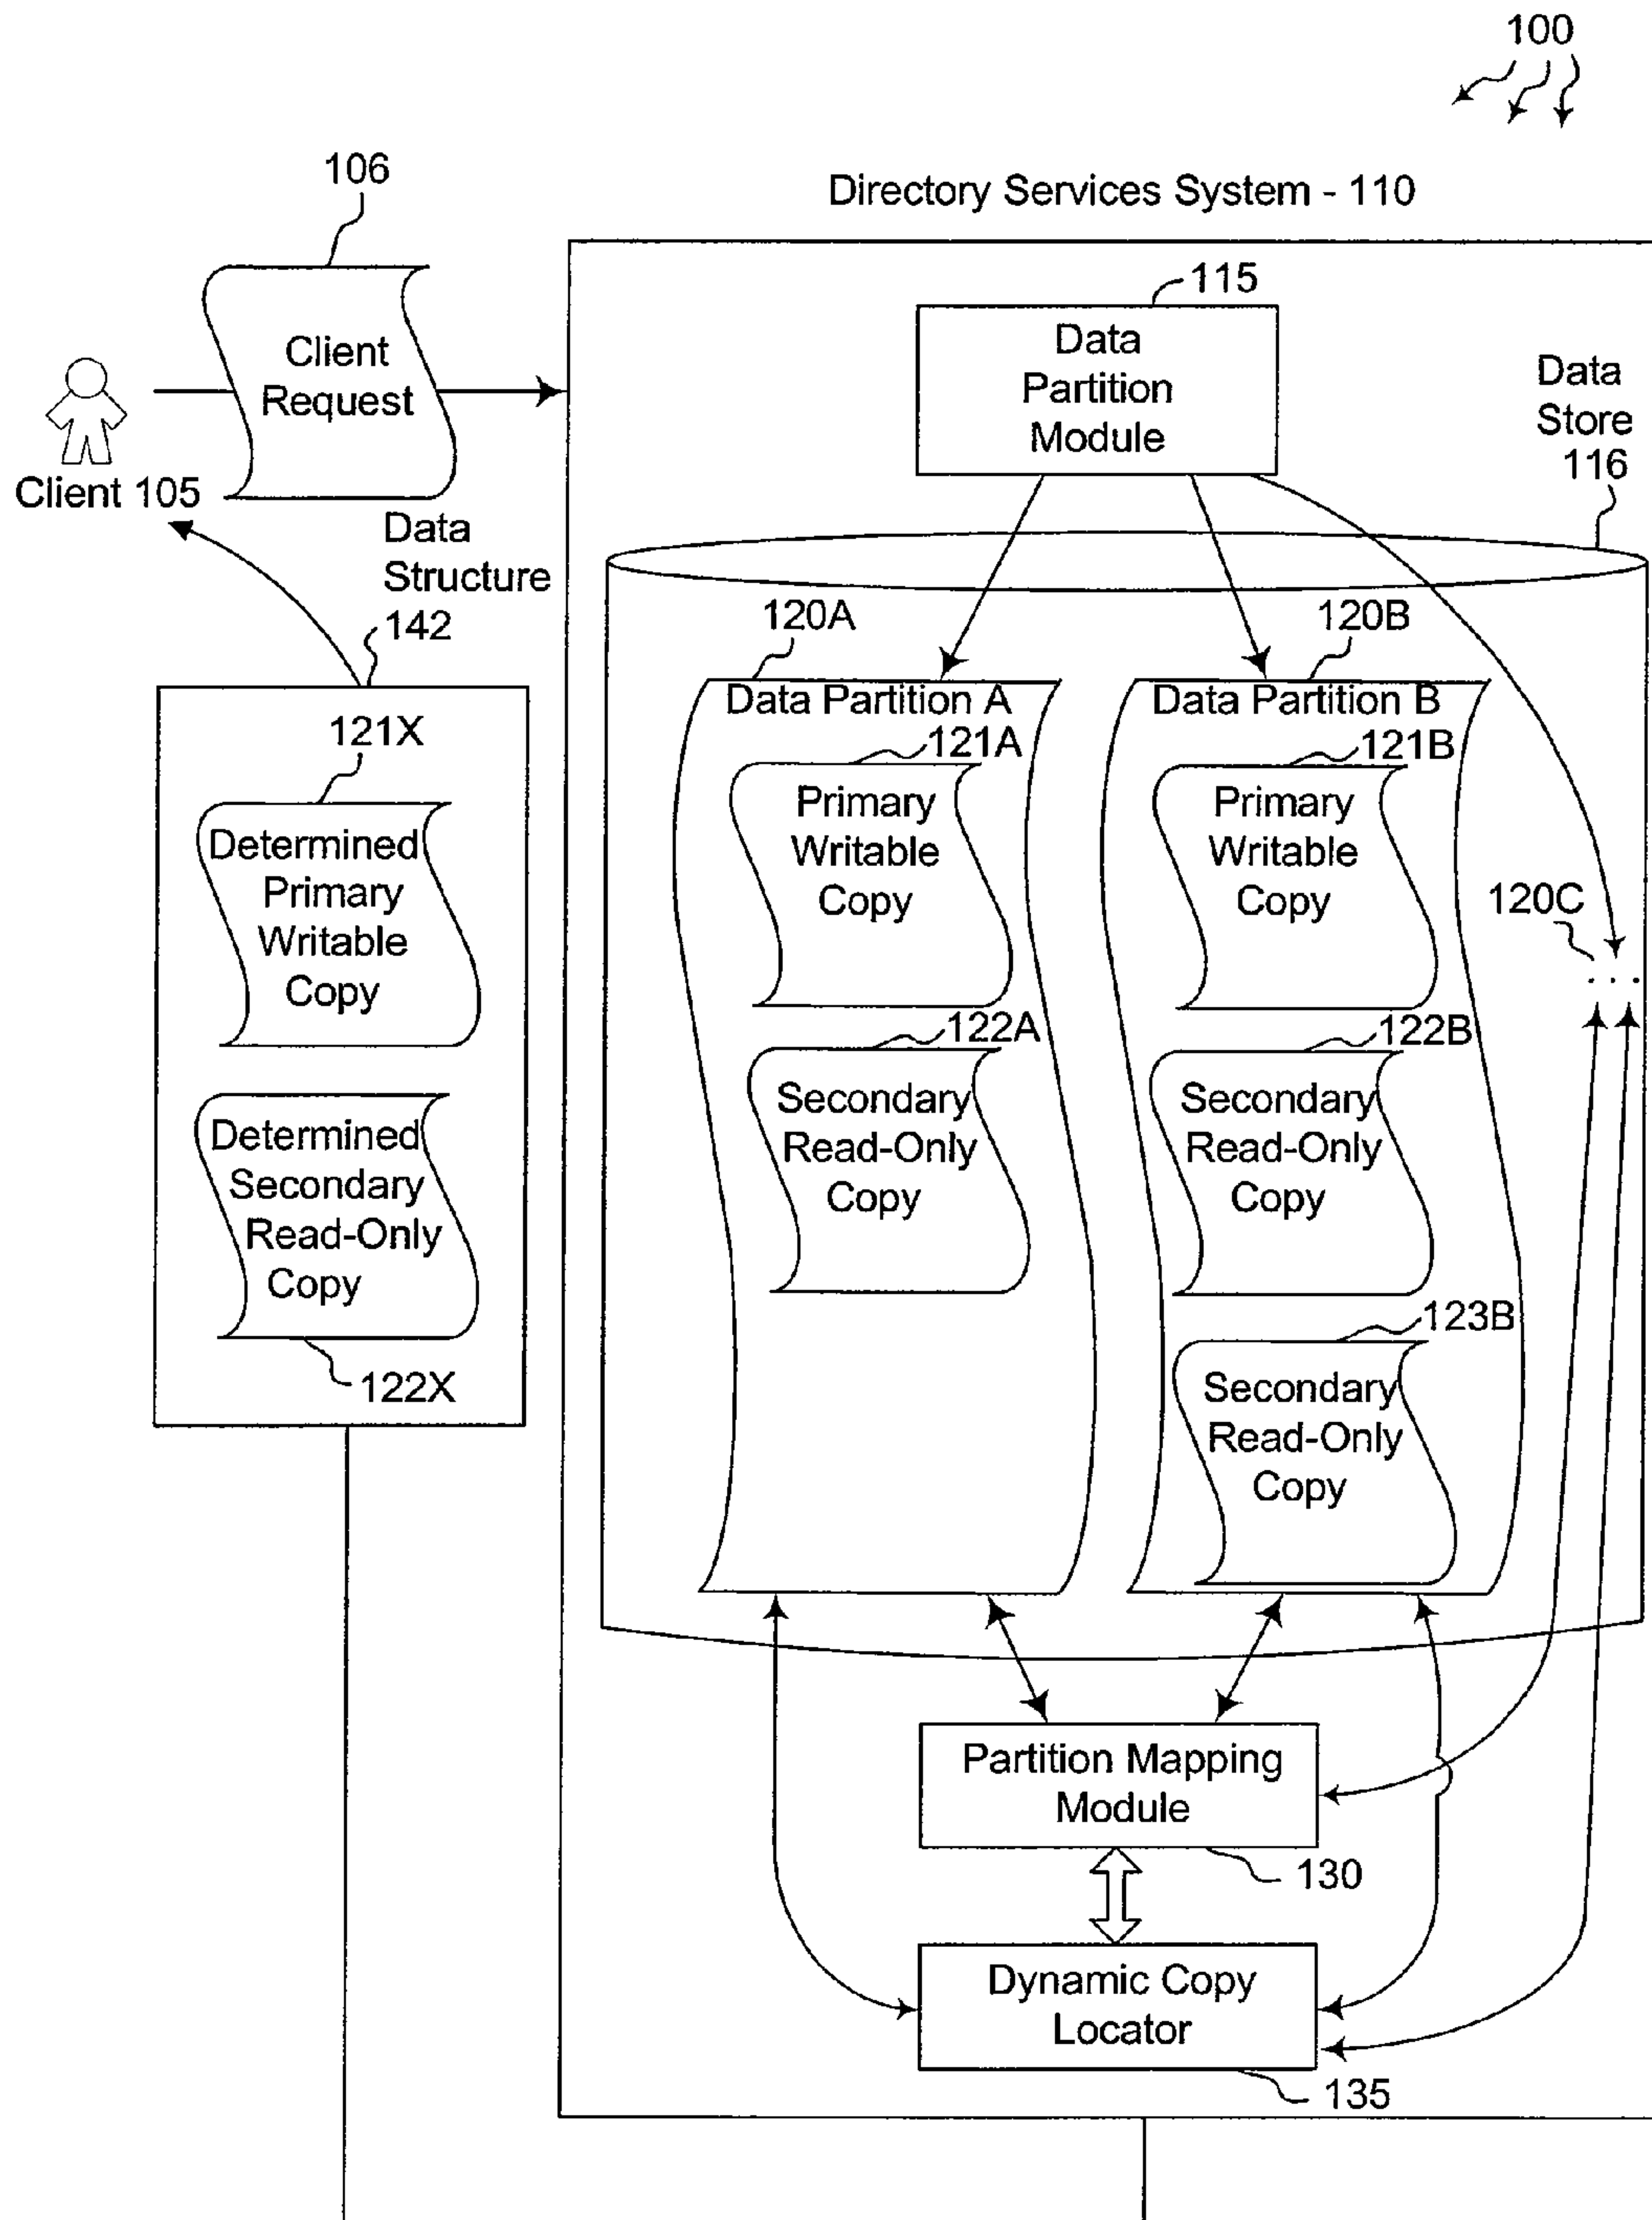 100
106
Directory Services System - 110
115
Data
Partition
Module
Client
Request
Data
Store
116
Client 105
Data
Structure
142
120A
120B
Data Partition A
Data Partition B
121X
121A
121B
Determined
Primary
Writable
Copy
Primary
Writable
Copy
Primary
Writable
Copy
120C
. . .
122A
122B
Determined
Secondary
Read-Only
Copy
Secondary
Read-Only
Copy
Secondary
Read-Only
Copy
123B
122X
Secondary
Read-Only
Copy
Partition Mapping
Module
130
Dynamic Copy
Locator
135